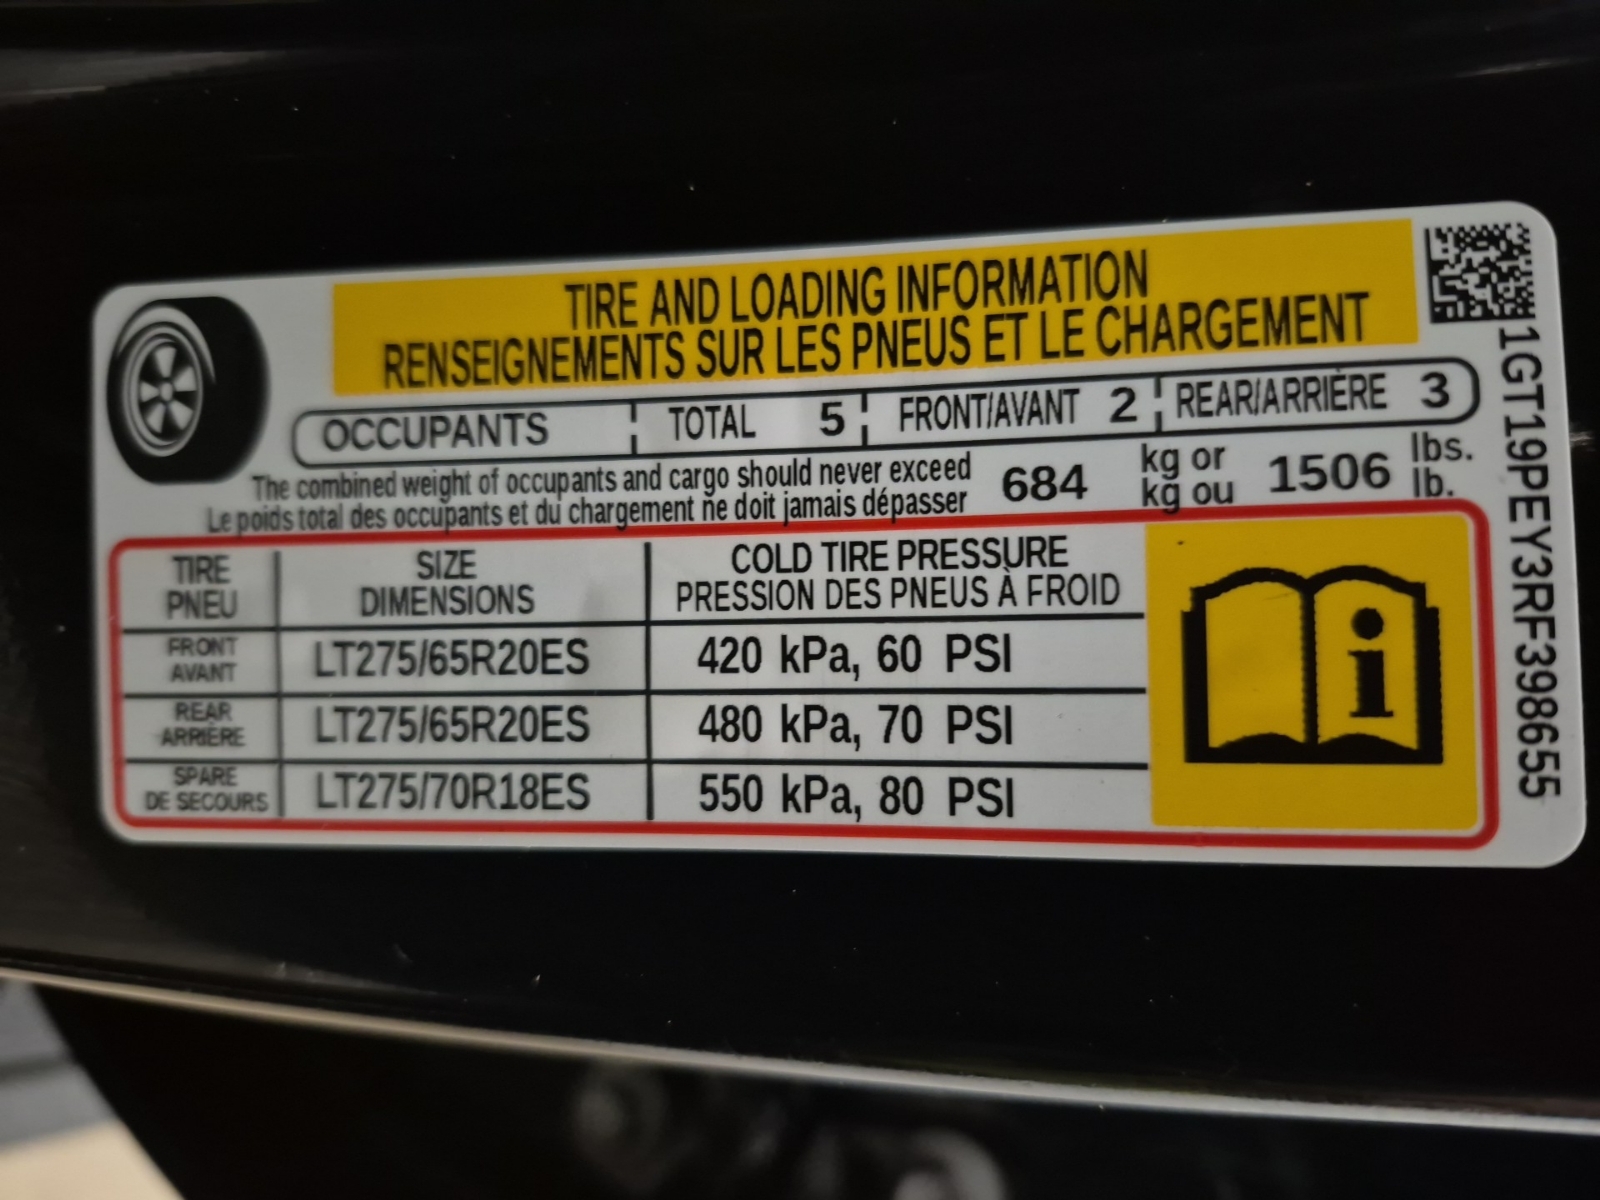 TIRE AND LOADING INFORMATION
RENSEIGNEMENTS SUR LES PNEUS ET LE CHARGEMENT
OCCUPANTS TOTAL 5 FRONT/AVANT 2 REAR/ARRIÈRE 3
The combined weight of occupants and cargo should never exceed 684 kg or 1506 lbs.
Le poids total des occupants et du chargement ne doit jamais dépasser kg ou lb.
TIRE SIZE COLD TIRE PRESSURE
PNEU DIMENSIONS PRESSION DES PNEUS À FROID
FRONT
AVANT LT275/65R20ES 420 kPa, 60 PSI
REAR
ARRIÈRE LT275/65R20ES 480 kPa, 70 PSI
SPARE
DE SECOURS LT275/70R18ES 550 kPa, 80 PSI
1GT19PEY3RF398655